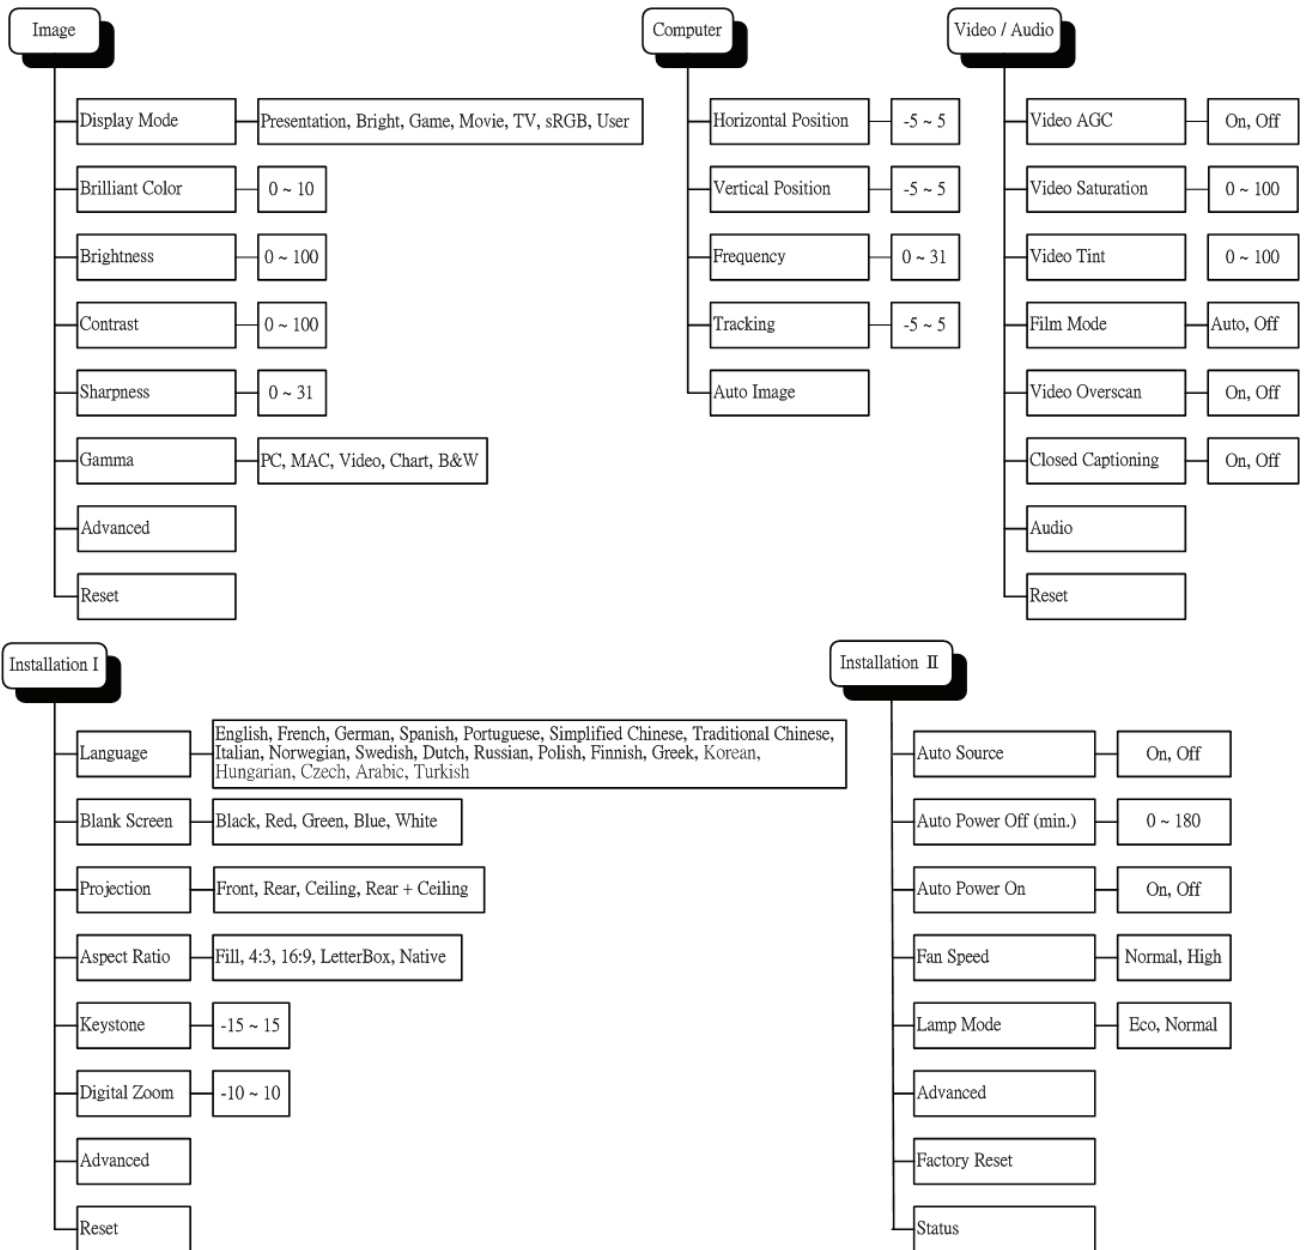 Image
Display Mode
Presentation, Bright, Game, Movie, TV, sRGB, User
Brilliant Color
0 ~ 10
Brightness
0 ~ 100
Contrast
0 ~ 100
Sharpness
0 ~ 31
Gamma
PC, MAC, Video, Chart, B&W
Advanced
Reset
Computer
Horizontal Position
-5 ~ 5
Vertical Position
-5 ~ 5
Frequency
0 ~ 31
Tracking
-5 ~ 5
Auto Image
Video / Audio
Video AGC
On, Off
Video Saturation
0 ~ 100
Video Tint
0 ~ 100
Film Mode
Auto, Off
Video Overscan
On, Off
Closed Captioning
On, Off
Audio
Reset
Installation I
Language
English, French, German, Spanish, Portuguese, Simplified Chinese, Traditional Chinese,
Italian, Norwegian, Swedish, Dutch, Russian, Polish, Finnish, Greek, Korean,
Hungarian, Czech, Arabic, Turkish
Blank Screen
Black, Red, Green, Blue, White
Projection
Front, Rear, Ceiling, Rear + Ceiling
Aspect Ratio
Fill, 4:3, 16:9, LetterBox, Native
Keystone
-15 ~ 15
Digital Zoom
-10 ~ 10
Advanced
Reset
Installation II
Auto Source
On, Off
Auto Power Off (min.)
0 ~ 180
Auto Power On
On, Off
Fan Speed
Normal, High
Lamp Mode
Eco, Normal
Advanced
Factory Reset
Status